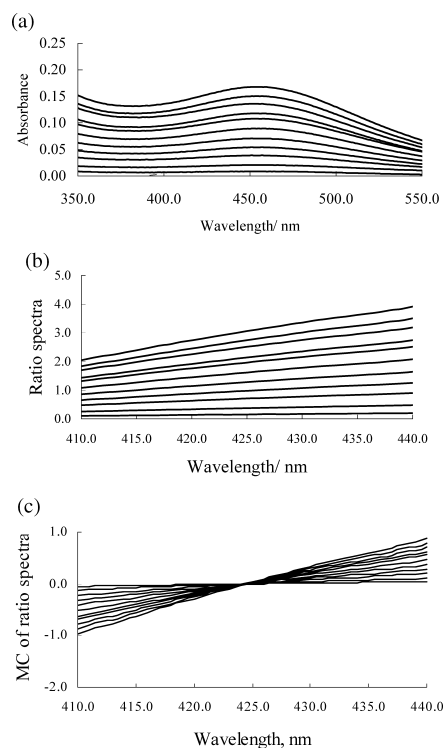 (a)
0.25
0.20
0.15
0.10
0.05
0.00
Absorbance
350.0 400.0 450.0 500.0 550.0
Wavelength/ nm
(b)
5.0
4.0
3.0
2.0
1.0
0.0
Ratio spectra
410.0 415.0 420.0 425.0 430.0 435.0 440.0
Wavelength/ nm
(c)
1.0
0.0
-1.0
-2.0
MC of ratio spectra
410.0 415.0 420.0 425.0 430.0 435.0 440.0
Wavelength, nm